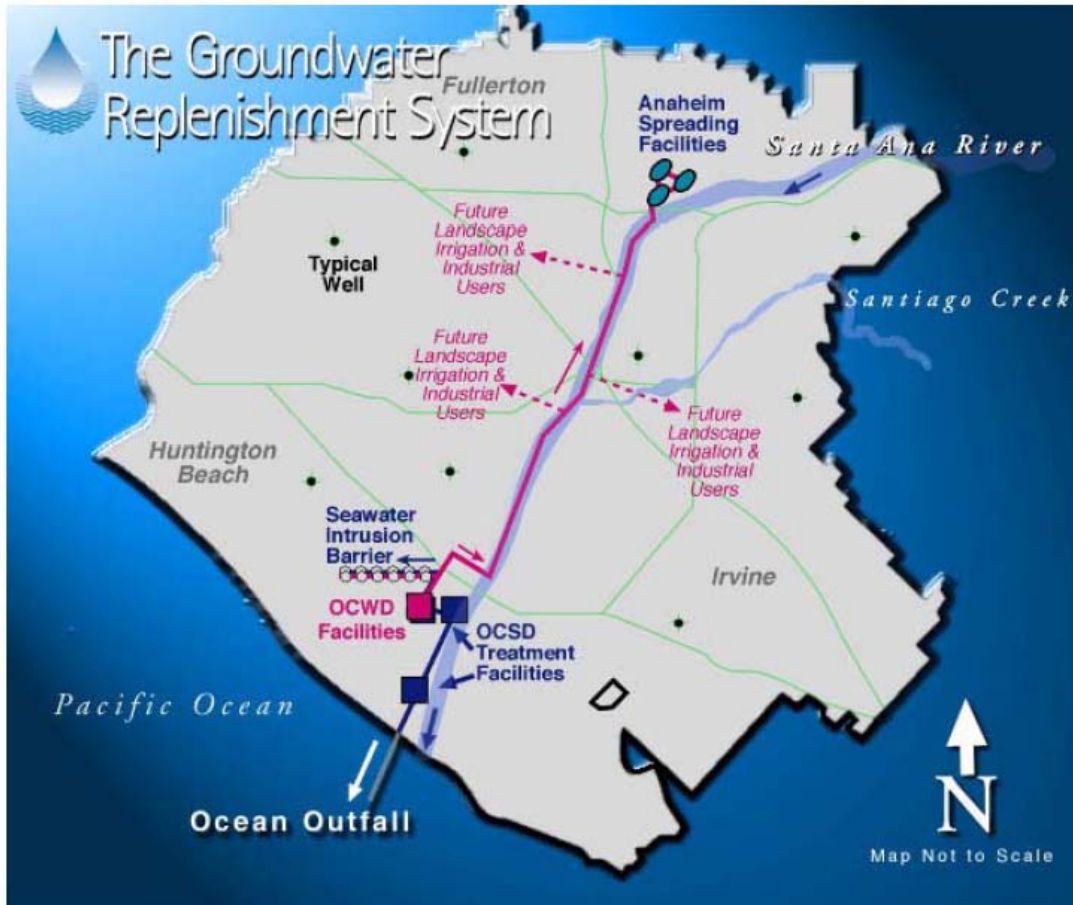 The Groundwater
Replenishment System
Fullerton
Anaheim
Spreading
Facilities
Santa Ana River
Future
Landscape
Irrigation &
Industrial
Users
Typical
Well
Santiago Creek
Future
Landscape
Irrigation &
Industrial
Users
Future
Landscape
Irrigation &
Industrial
Users
Huntington
Beach
Seawater
Intrusion
Barrier
Irvine
OCWD
Facilities
OCSD
Treatment
Facilities
Pacific Ocean
Ocean Outfall
N
Map Not to Scale